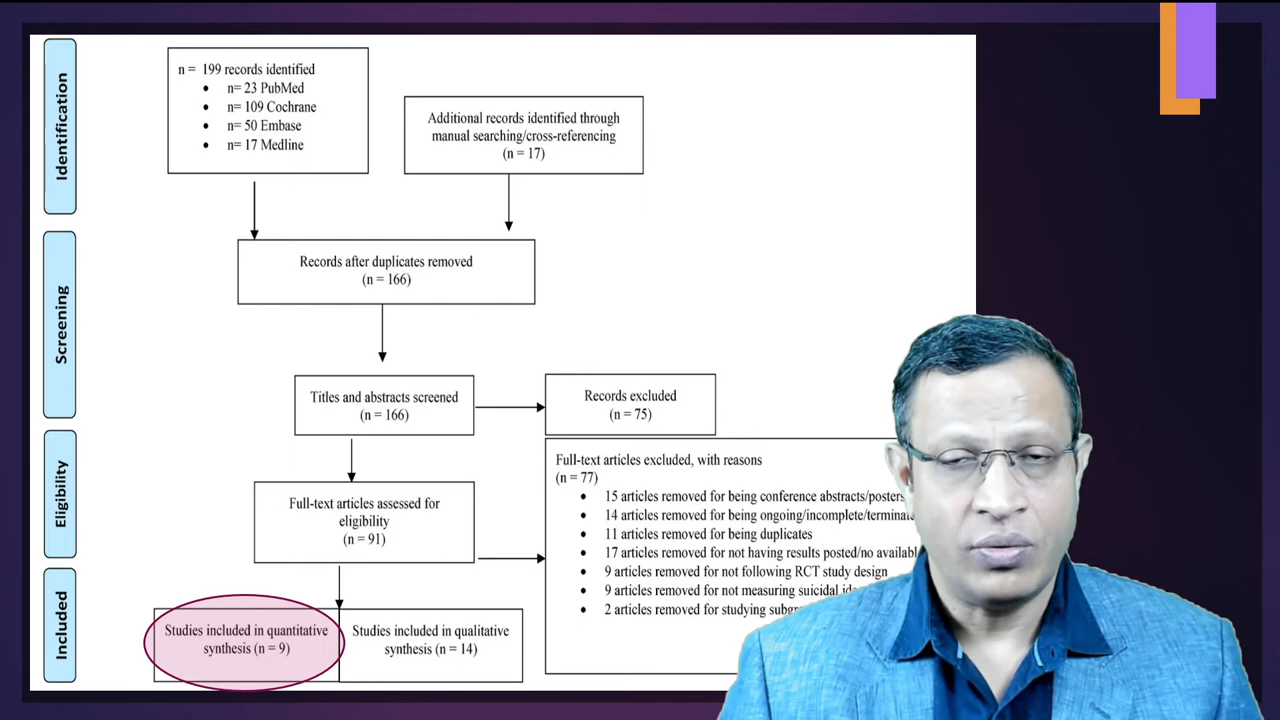 Identification
n = 199 records identified
• n= 23 PubMed
• n= 109 Cochrane
• n= 50 Embase
• n= 17 Medline
Additional records identified through
manual searching/cross-referencing
(n = 17)
Screening
Records after duplicates removed
(n = 166)
Titles and abstracts screened
(n = 166)
Records excluded
(n = 75)
Eligibility
Full-text articles assessed for
eligibility
(n = 91)
Full-text articles excluded, with reasons
(n = 77)
• 15 articles removed for being conference abstracts/posters
• 14 articles removed for being
• 11 articles removed for being duplicates
• 17 articles removed for not having results posted/no
• 9 articles removed for not following RCT study design
• 9 articles removed for not measuring suicidal
• 2 articles removed for studying
Included
Studies included in quantitative
synthesis (n = 9)
Studies included in qualitative
synthesis (n = 14)